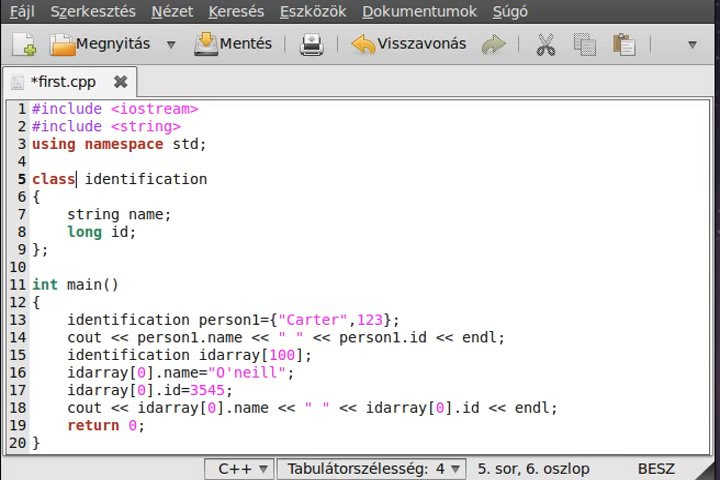 Fájl Szerkesztés Nézet Keresés Eszközök Dokumentumok Súgó
Megnyitás Mentés Visszavonás
*first.cpp
1 #include <iostream>
2 #include <string>
3 using namespace std;
4
5 class identification
6 {
7     string name;
8     long id;
9 };
10
11 int main()
12 {
13     identification person1={"Carter",123};
14     cout << person1.name << " " << person1.id << endl;
15     identification idarray[100];
16     idarray[0].name="O'neill";
17     idarray[0].id=3545;
18     cout << idarray[0].name << " " << idarray[0].id << endl;
19     return 0;
20 }
C++ Tabulátorszélesség: 4 5. sor, 6. oszlop BESZ